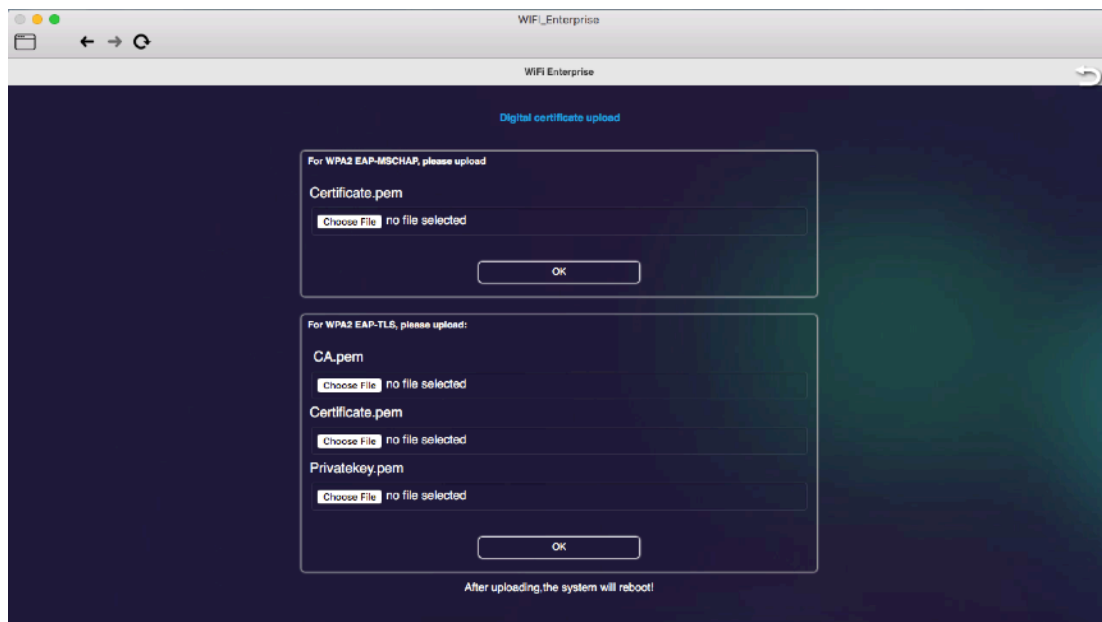 WIFI_Enterprise
WiFi Enterprise
Digital certificate upload
For WPA2 EAP-MSCHAP, please upload
Certificate.pem
Choose File no file selected
OK
For WPA2 EAP-TLS, please upload:
CA.pem
Choose File no file selected
Certificate.pem
Choose File no file selected
Privatekey.pem
Choose File no file selected
OK
After uploading,the system will reboot!